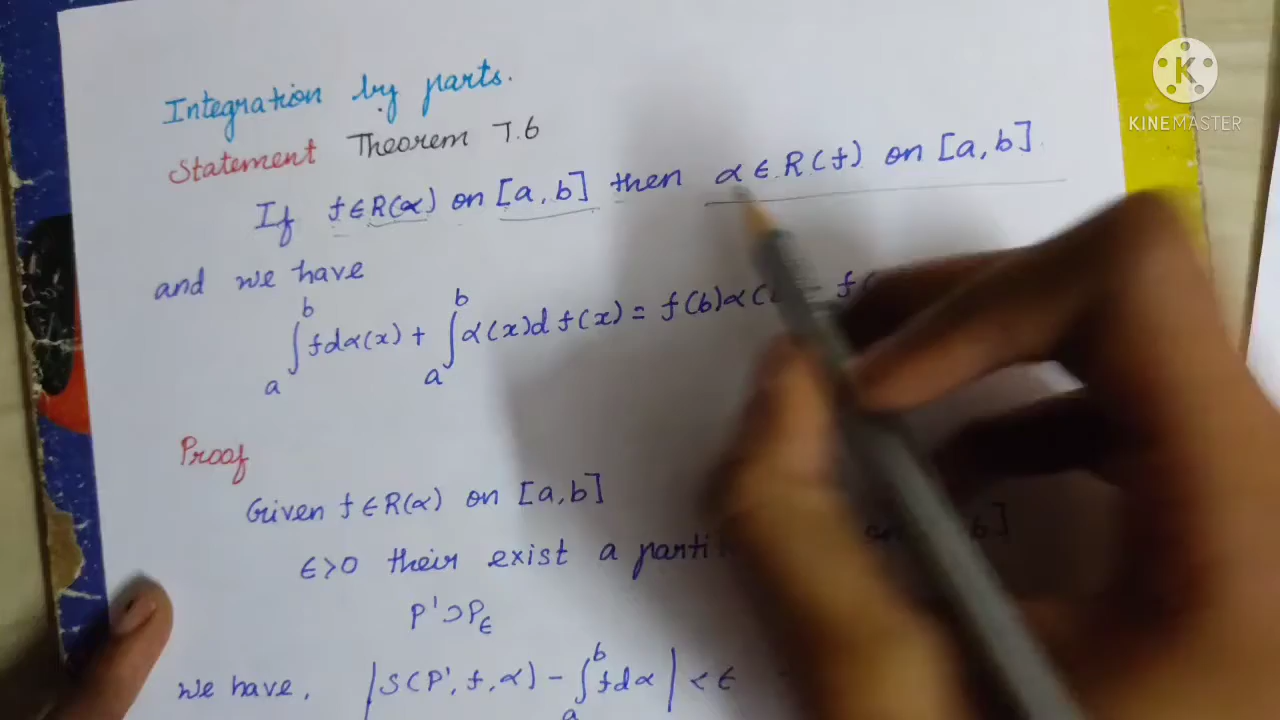 Integration by parts.
Statement Theorem 7.6
If f ∈ R(α) on [a, b] then α ∈ R(f) on [a, b].
and we have
∫_a^b f dα(x) + ∫_a^b α(x) d f(x) = f(b)α( - f(
Proof
Given f ∈ R(α) on [a, b]
ϵ>0 their exist a parti b]
P' ⊃ Pϵ
we have, |S(P', f, α) - ∫_a^b f dα| < ϵ
KINEMASTER